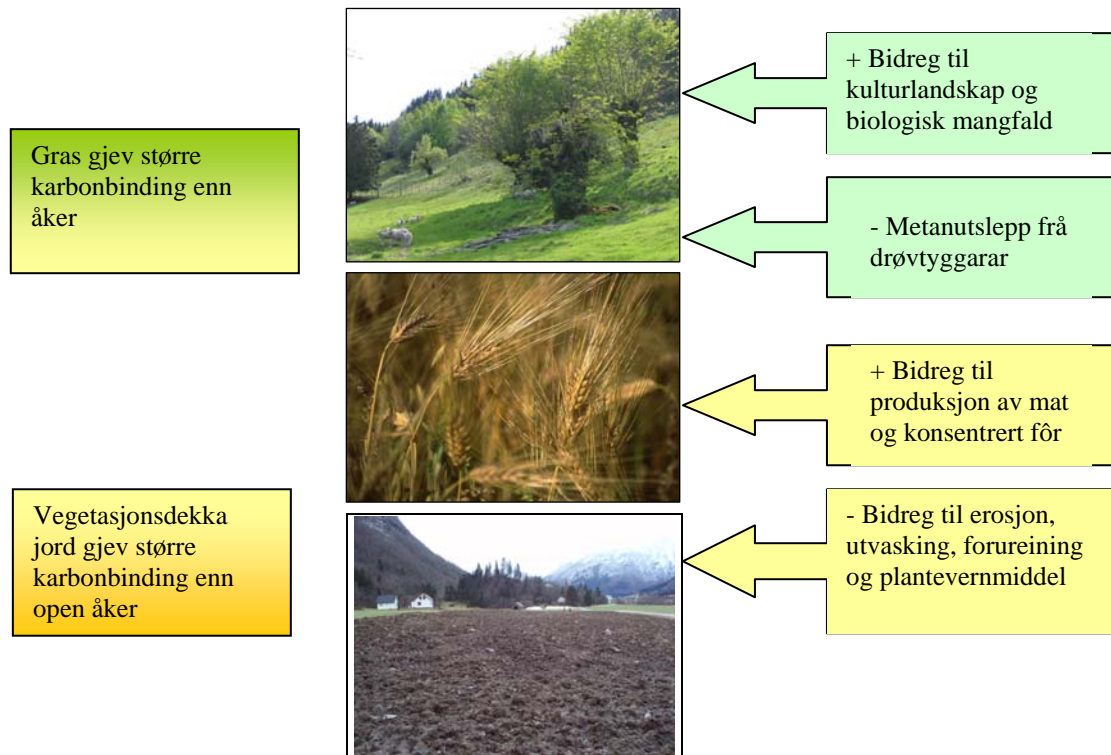 Gras gjev større
karbonbinding enn
åker
Vegetasjonsdekka
jord gjev større
karbonbinding enn
open åker
+ Bidreg til
kulturlandskap og
biologisk mangfald
- Metanutslepp frå
drøvtyggarar
+ Bidreg til
produksjon av mat
og konsentrert fôr
- Bidreg til erosjon,
utvasking, forureining
og plantevernmiddel